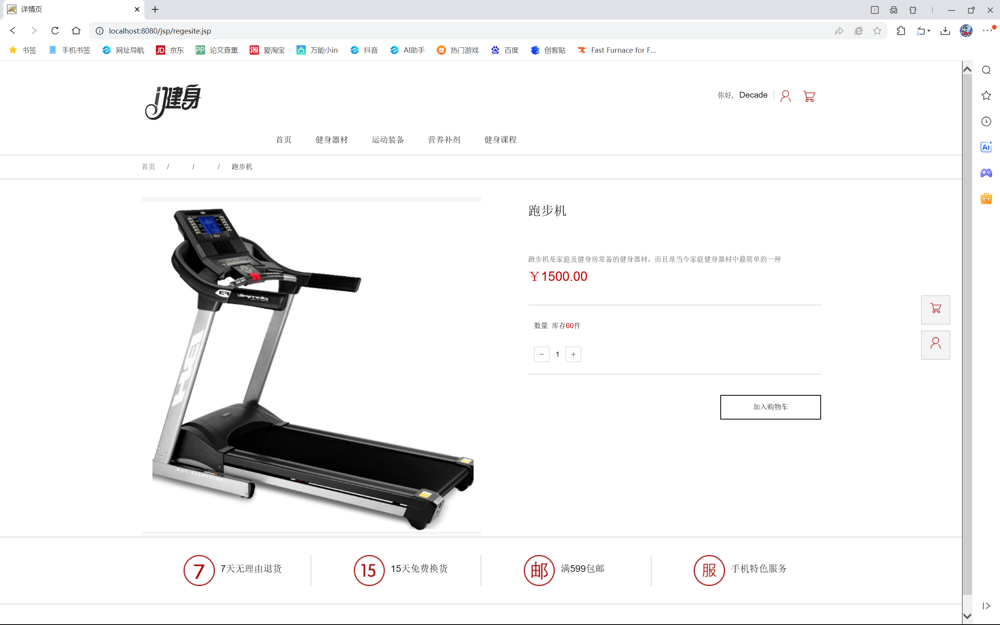 详情页
localhost:8080/jsp/regesite.jsp
书签 手机书签 网址导航 JD 京东 PP 论文查重 淘 爱淘宝 万能小in 抖音 AI助手 热门游戏 du 百度 创客贴 Fast Furnace for F...
健身
你好, Decade
首页 健身器材 运动装备 营养补剂 健身课程
首页 / / / 跑步机
跑步机
跑步机是家庭及健身房常备的健身器材，而且是当今家庭健身器材中最简单的一种
￥1500.00
数量 库存60件
− 1 +
加入购物车
7 7天无理由退货 15 15天免费换货 邮 满599包邮 服 手机特色服务